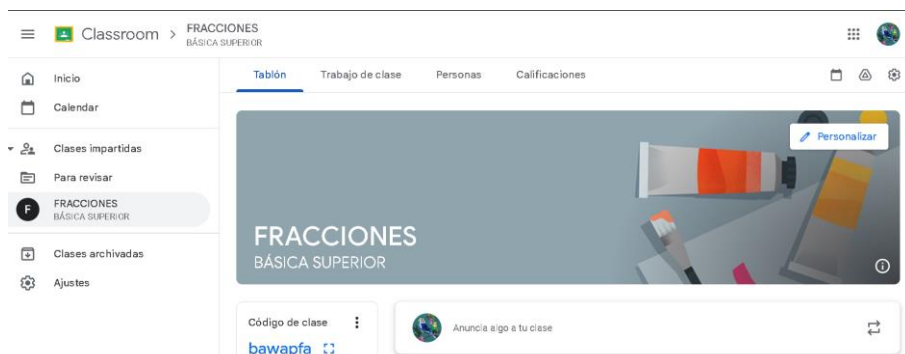 Classroom > FRACCIONES
BÁSICA SUPERIOR
Inicio
Calendar
Clases impartidas
Para revisar
F FRACCIONES
BÁSICA SUPERIOR
Clases archivadas
Ajustes
Tablón Trabajo de clase Personas Calificaciones
Personalizar
FRACCIONES
BÁSICA SUPERIOR
Código de clase
bawapfa
Anuncia algo a tu clase